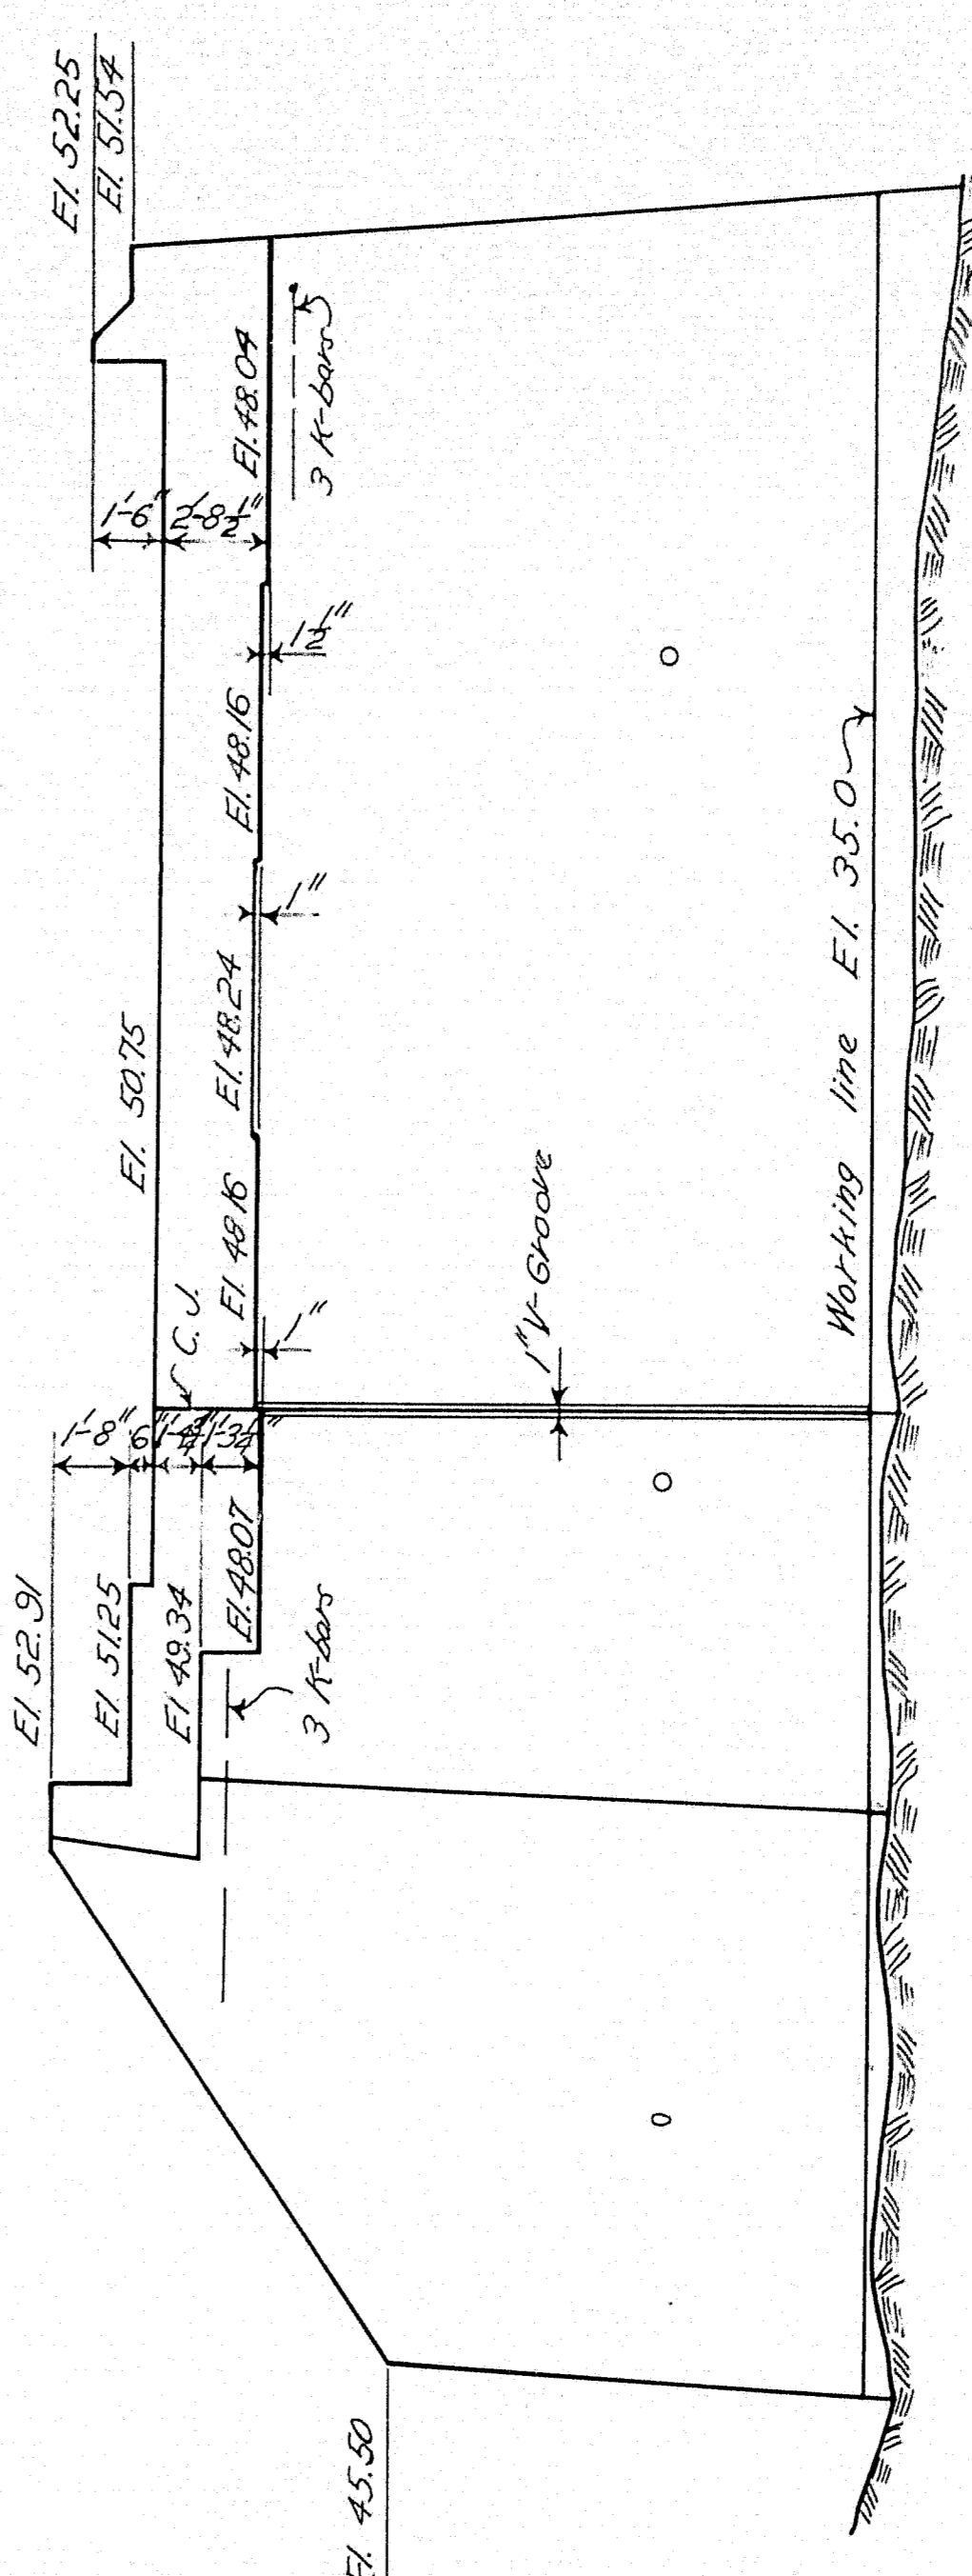 El. 52.25
El. 51.54
1'-6"
2'-8½"
El. 48.04
3 K-bars
1½"
El. 48.16
1"
El. 48.24
El. 50.75
El. 48.16
1"
C. J.
1" V-Groove
Working line El. 35.0
1'-8"
6"
1'-4¾"
1'-3¼"
El. 52.91
El. 51.25
El. 49.34
El. 48.07
3 K-bars
El. 45.50